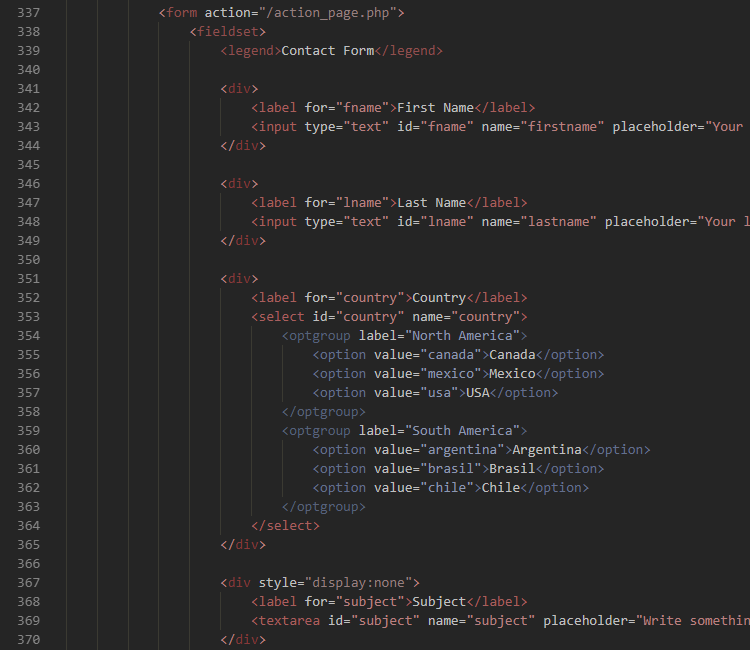 337 <form action="/action_page.php">
338 <fieldset>
339 <legend>Contact Form</legend>
340
341 <div>
342 <label for="fname">First Name</label>
343 <input type="text" id="fname" name="firstname" placeholder="Your
344 </div>
345
346 <div>
347 <label for="lname">Last Name</label>
348 <input type="text" id="lname" name="lastname" placeholder="Your l
349 </div>
350
351 <div>
352 <label for="country">Country</label>
353 <select id="country" name="country">
354 <optgroup label="North America">
355 <option value="canada">Canada</option>
356 <option value="mexico">Mexico</option>
357 <option value="usa">USA</option>
358 </optgroup>
359 <optgroup label="South America">
360 <option value="argentina">Argentina</option>
361 <option value="brasil">Brasil</option>
362 <option value="chile">Chile</option>
363 </optgroup>
364 </select>
365 </div>
366
367 <div style="display:none">
368 <label for="subject">Subject</label>
369 <textarea id="subject" name="subject" placeholder="Write somethin
370 </div>